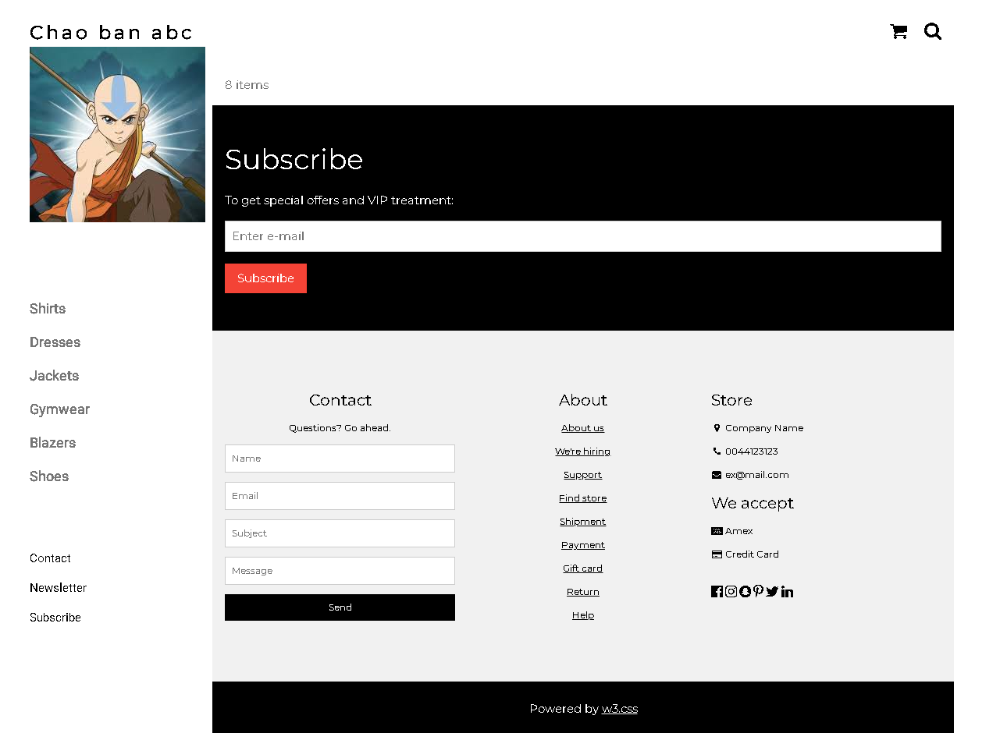 Chao ban abc
Shirts
Dresses
Jackets
Gymwear
Blazers
Shoes
Contact
Newsletter
Subscribe
8 items
Subscribe
To get special offers and VIP treatment:
Enter e-mail
Subscribe
Contact
Questions? Go ahead.
Name
Email
Subject
Message
Send
About
About us
We're hiring
Support
Find store
Shipment
Payment
Gift card
Return
Help
Store
Company Name
0044123123
ex@mail.com
We accept
Amex
Credit Card
Powered by w3.css